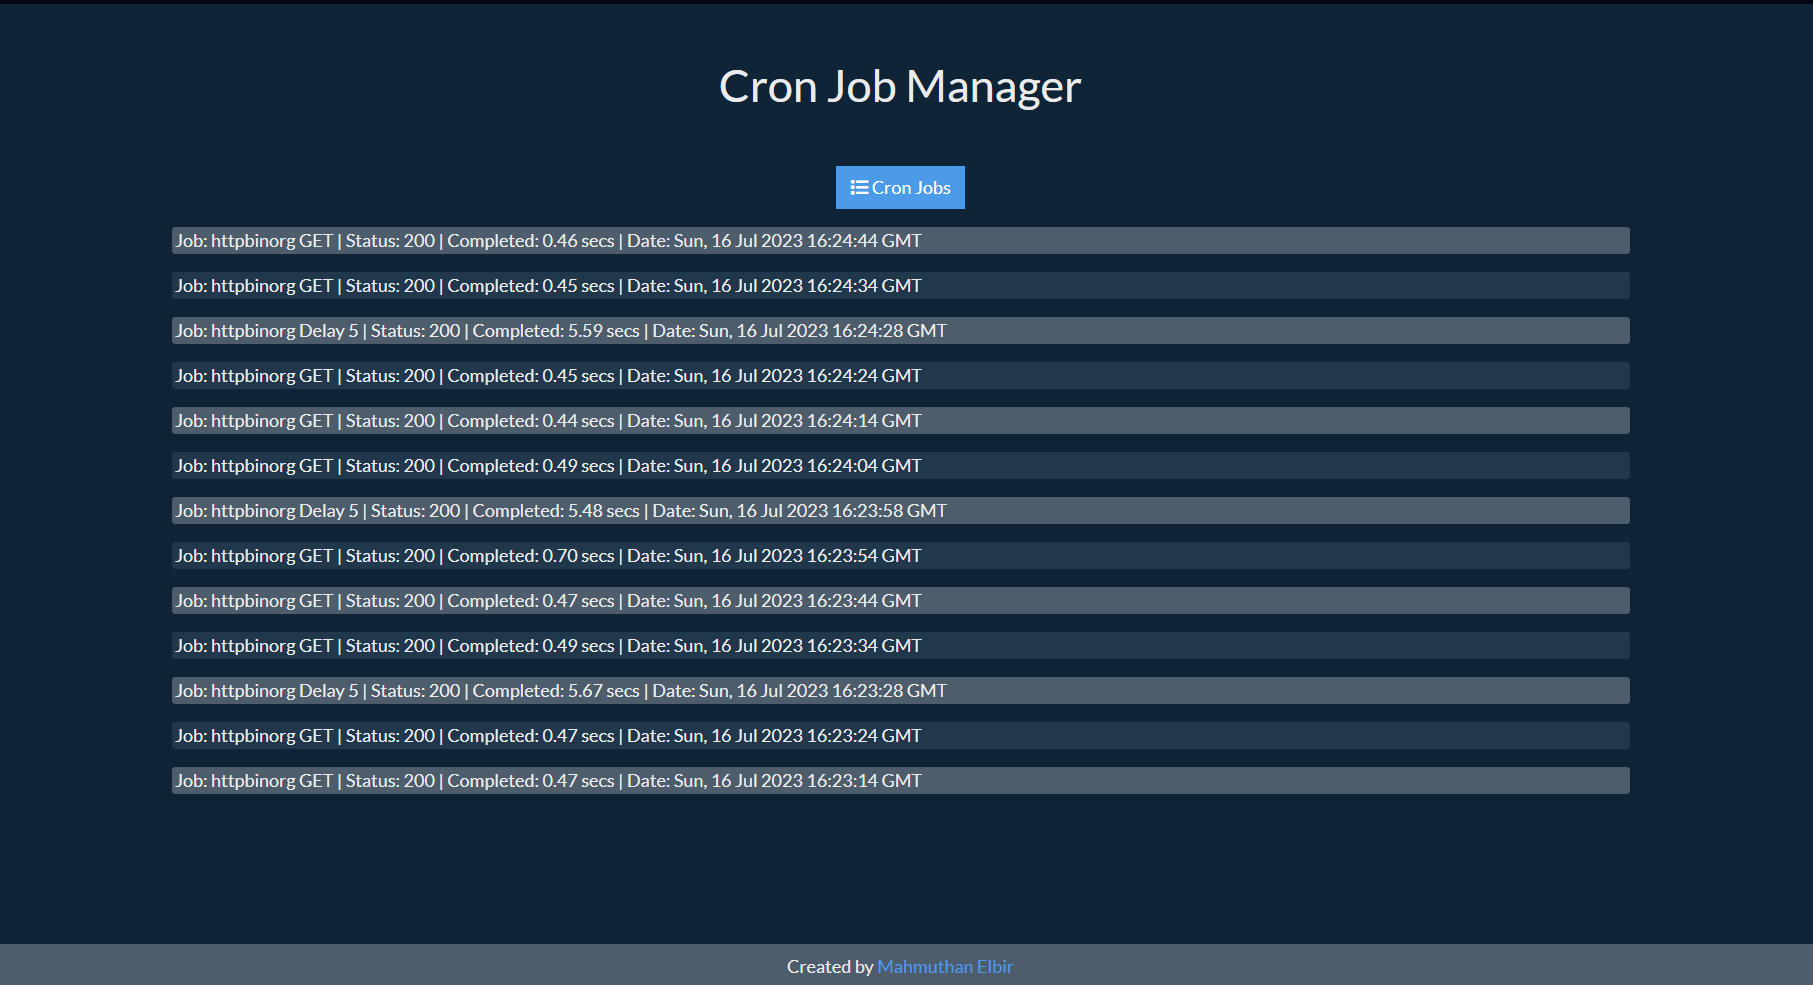 Cron Job Manager
Cron Jobs
Job: httpbinorg GET | Status: 200 | Completed: 0.46 secs | Date: Sun, 16 Jul 2023 16:24:44 GMT
Job: httpbinorg GET | Status: 200 | Completed: 0.45 secs | Date: Sun, 16 Jul 2023 16:24:34 GMT
Job: httpbinorg Delay 5 | Status: 200 | Completed: 5.59 secs | Date: Sun, 16 Jul 2023 16:24:28 GMT
Job: httpbinorg GET | Status: 200 | Completed: 0.45 secs | Date: Sun, 16 Jul 2023 16:24:24 GMT
Job: httpbinorg GET | Status: 200 | Completed: 0.44 secs | Date: Sun, 16 Jul 2023 16:24:14 GMT
Job: httpbinorg GET | Status: 200 | Completed: 0.49 secs | Date: Sun, 16 Jul 2023 16:24:04 GMT
Job: httpbinorg Delay 5 | Status: 200 | Completed: 5.48 secs | Date: Sun, 16 Jul 2023 16:23:58 GMT
Job: httpbinorg GET | Status: 200 | Completed: 0.70 secs | Date: Sun, 16 Jul 2023 16:23:54 GMT
Job: httpbinorg GET | Status: 200 | Completed: 0.47 secs | Date: Sun, 16 Jul 2023 16:23:44 GMT
Job: httpbinorg GET | Status: 200 | Completed: 0.49 secs | Date: Sun, 16 Jul 2023 16:23:34 GMT
Job: httpbinorg Delay 5 | Status: 200 | Completed: 5.67 secs | Date: Sun, 16 Jul 2023 16:23:28 GMT
Job: httpbinorg GET | Status: 200 | Completed: 0.47 secs | Date: Sun, 16 Jul 2023 16:23:24 GMT
Job: httpbinorg GET | Status: 200 | Completed: 0.47 secs | Date: Sun, 16 Jul 2023 16:23:14 GMT
Created by Mahmuthan Elbir